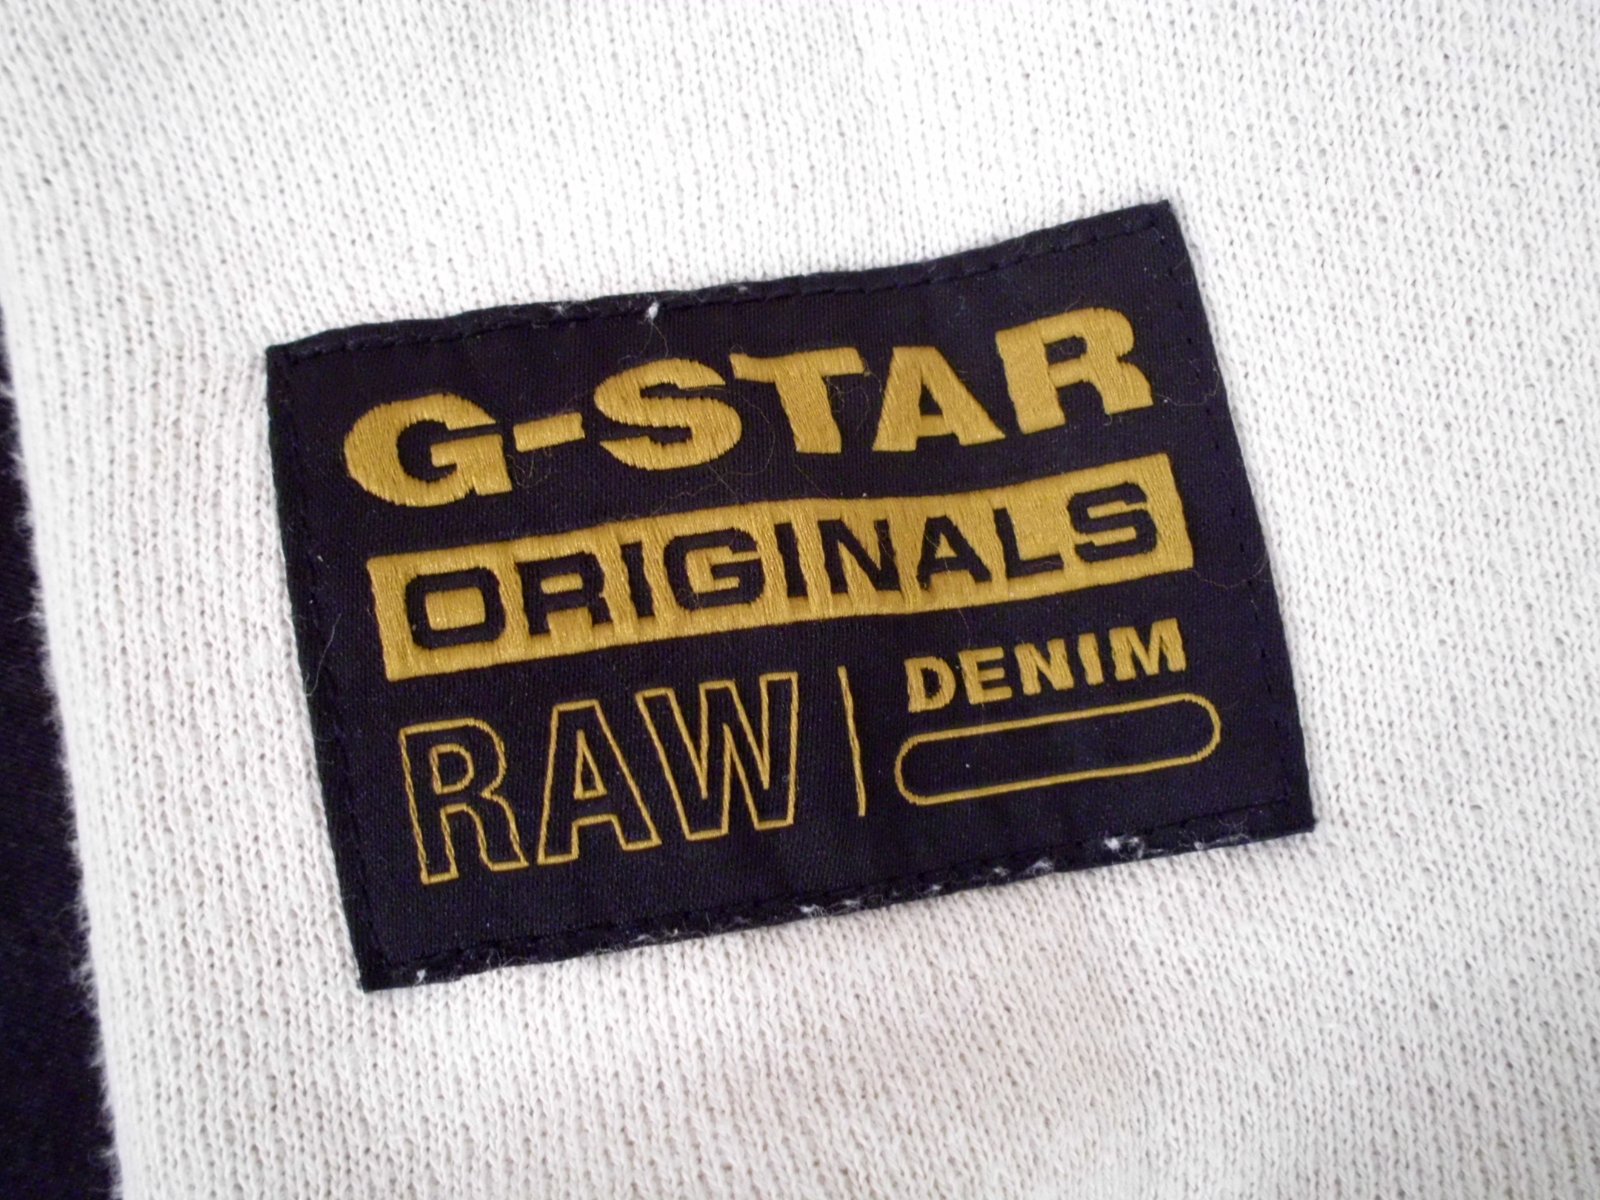 G-STAR
ORIGINALS
RAW DENIM